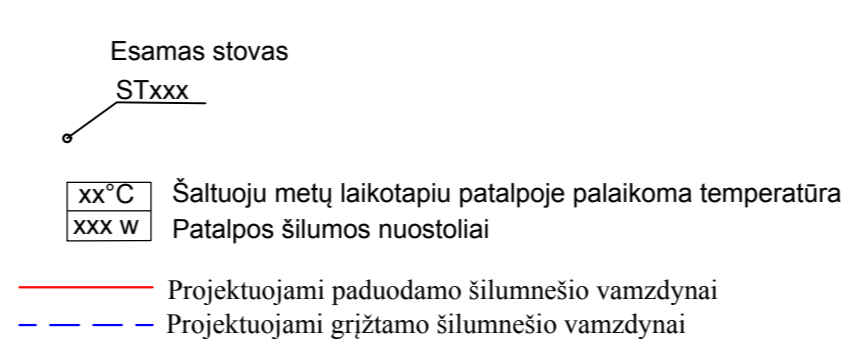 Esamas stovas
STxxx
xx°C Šaltuoju metų laikotapiu patalpoje palaikoma temperatūra
xxx w Patalpos šilumos nuostoliai
Projektuojami paduodamo šilumnešio vamzdynai
Projektuojami grįžtamo šilumnešio vamzdynai